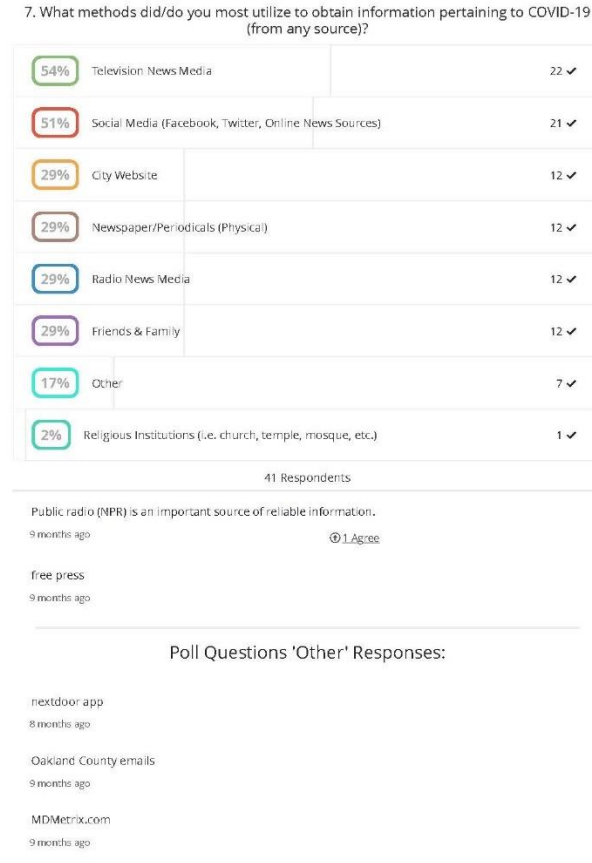 7. What methods did/do you most utilize to obtain information pertaining to COVID-19
(from any source)?
54% Television News Media 22 ✔
51% Social Media (Facebook, Twitter, Online News Sources) 21 ✔
29% City Website 12 ✔
29% Newspaper/Periodicals (Physical) 12 ✔
29% Radio News Media 12 ✔
29% Friends & Family 12 ✔
17% Other 7 ✔
2% Religious Institutions (i.e. church, temple, mosque, etc.) 1 ✔
41 Respondents
Public radio (NPR) is an important source of reliable information.
9 months ago 1 Agree
free press
9 months ago
Poll Questions 'Other' Responses:
nextdoor app
8 months ago
Oakland County emails
9 months ago
MDMetrix.com
9 months ago